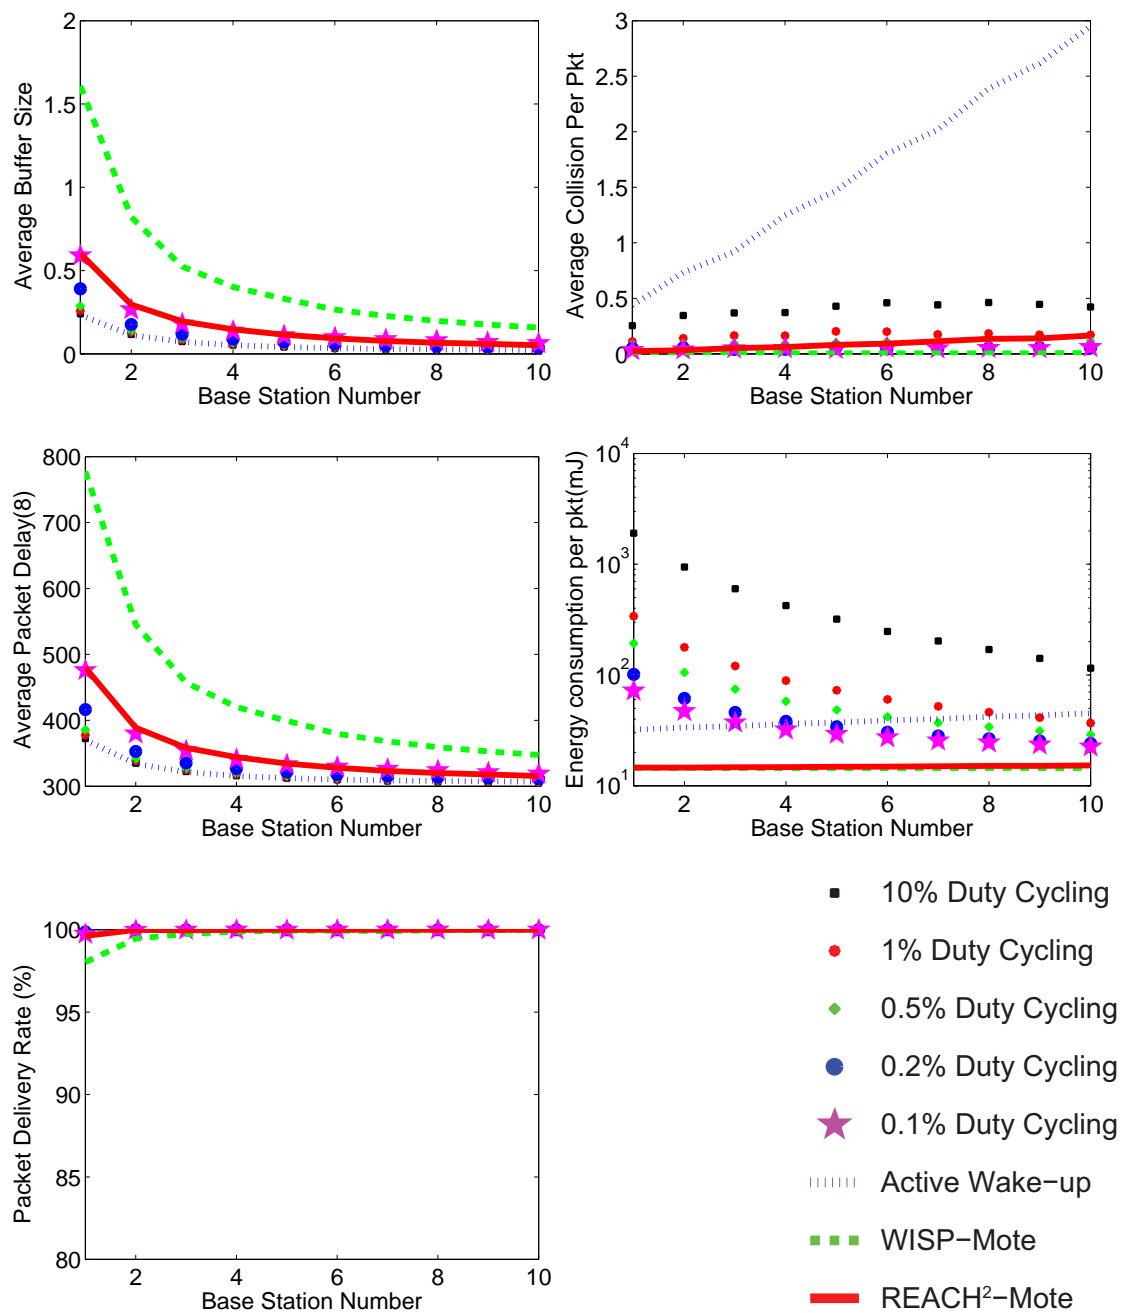 2
1.5
1
0.5
0
2
4
6
8
10
Average Buffer Size
Base Station Number
3
2.5
2
1.5
1
0.5
0
2
4
6
8
10
Average Collision Per Pkt
Base Station Number
800
700
600
500
400
300
2
4
6
8
10
Average Packet Delay(8)
Base Station Number
10^4
10^3
10^2
10^1
2
4
6
8
10
Energy consumption per pkt(mJ)
Base Station Number
100
95
90
85
80
2
4
6
8
10
Packet Delivery Rate (%)
Base Station Number
10% Duty Cycling
1% Duty Cycling
0.5% Duty Cycling
0.2% Duty Cycling
0.1% Duty Cycling
Active Wake−up
WISP−Mote
REACH²−Mote